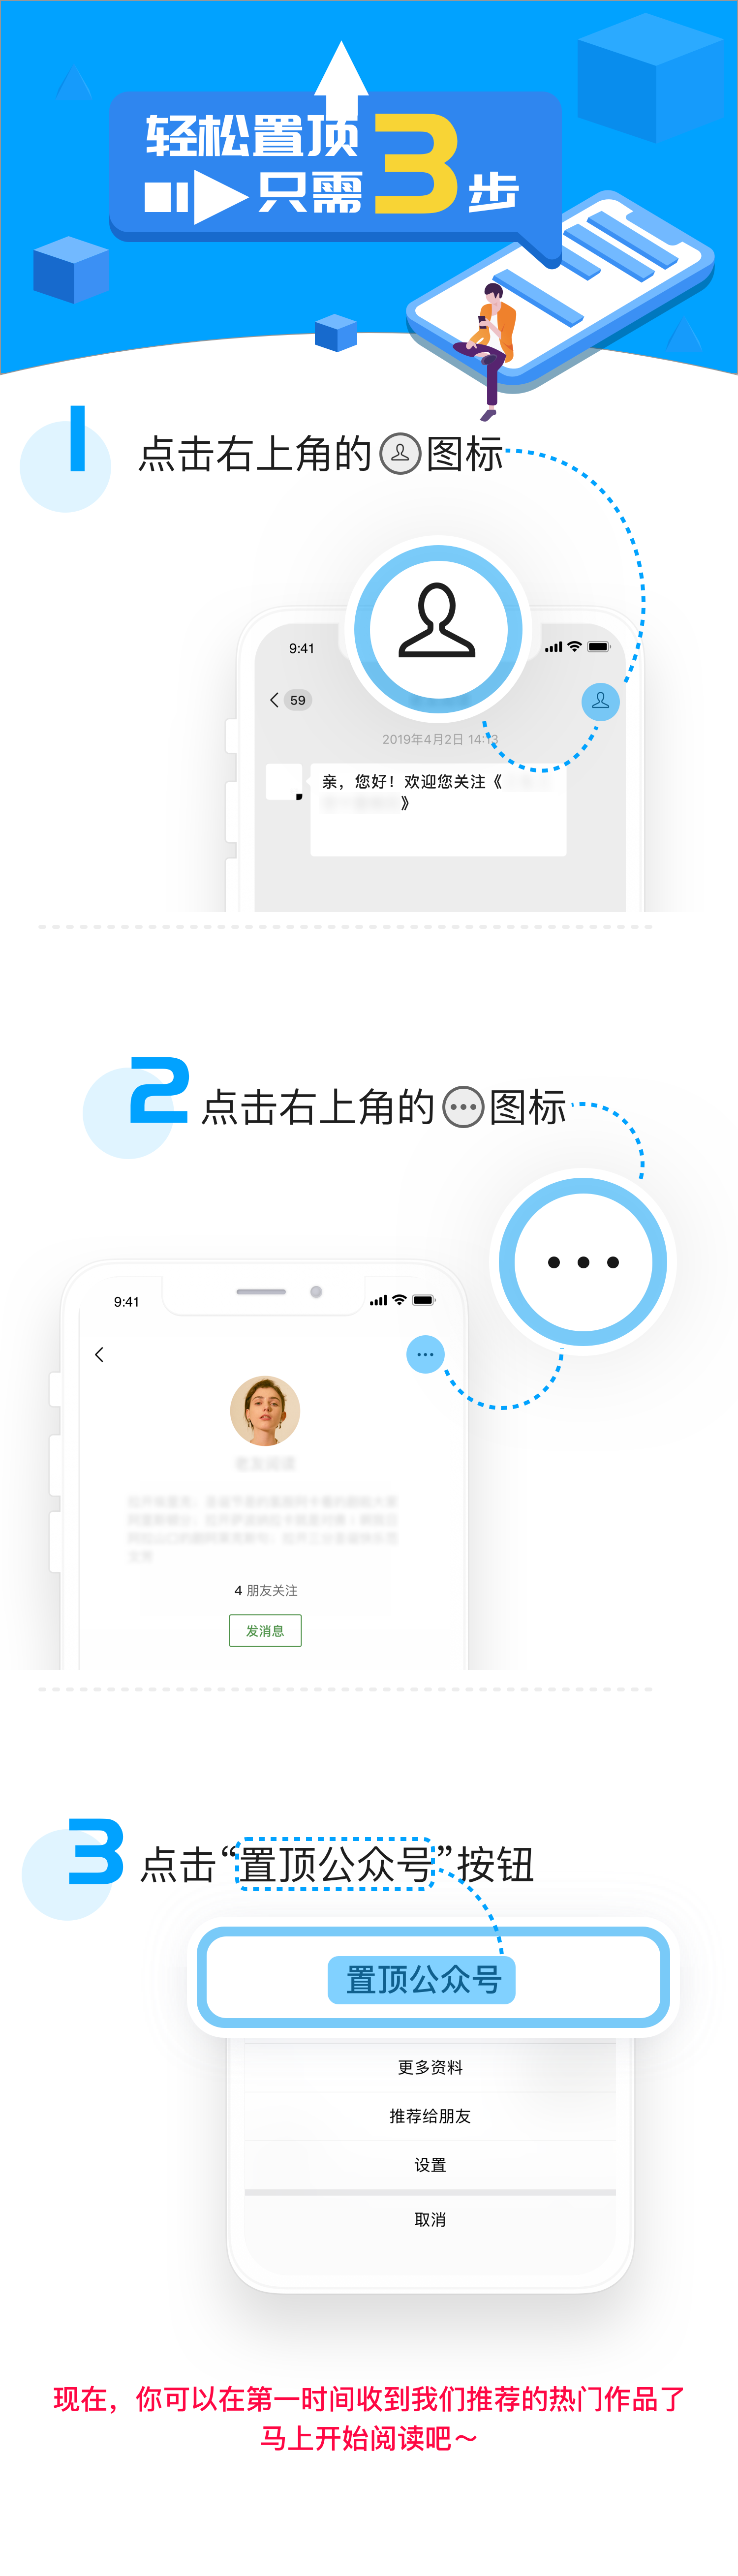 轻松置顶
只需3步
1
点击右上角的图标
9:41
59
2019年4月2日 14:13
亲，您好！欢迎您关注《
》
2
点击右上角的图标
9:41
4 朋友关注
发消息
3
点击“置顶公众号”按钮
置顶公众号
更多资料
推荐给朋友
设置
取消
现在，你可以在第一时间收到我们推荐的热门作品了
马上开始阅读吧～